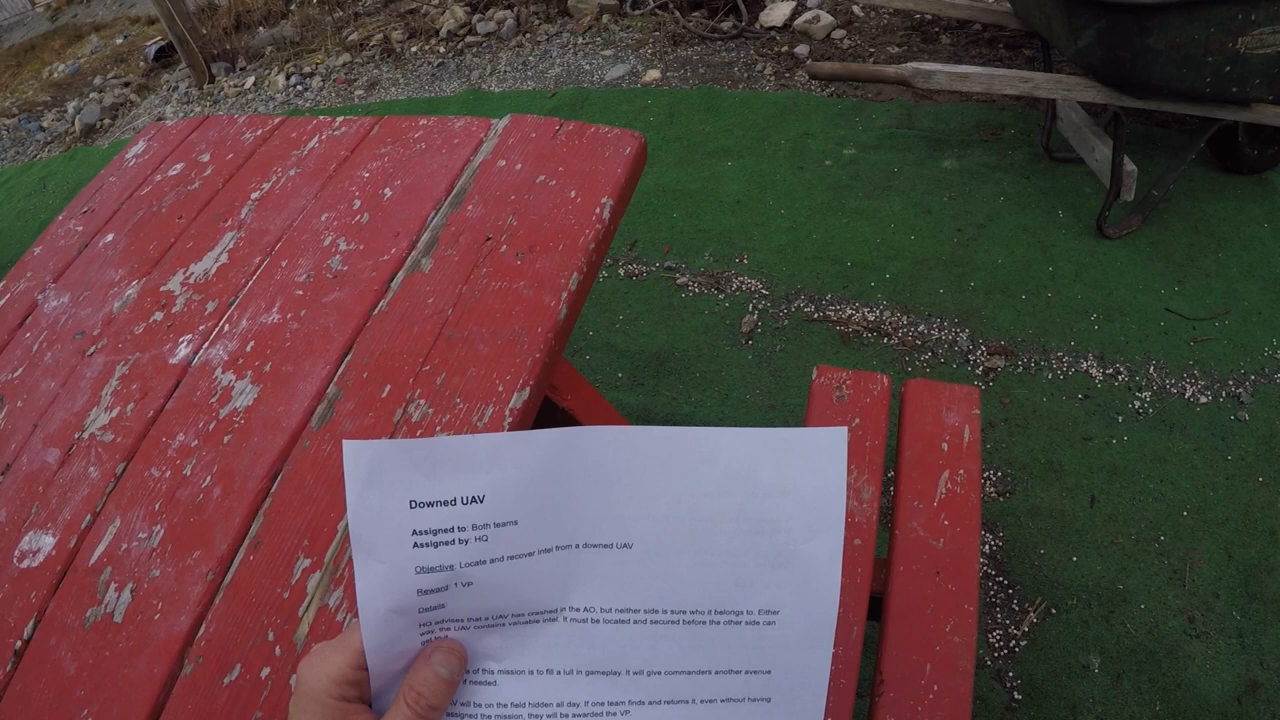 Downed UAV
Assigned to: Both teams
Assigned by: HQ
Objective: Locate and recover intel from a downed UAV
Reward: 1 VP
Details:
HQ advises that a UAV has crashed in the AO, but neither side is sure who it belongs to. Either
way, the UAV contains valuable intel. It must be located and secured before the other side can
get to it
of this mission is to fill a lull in gameplay. It will give commanders another avenue
if needed.
will be on the field hidden all day. If one team finds and returns it, even without having
assigned the mission, they will be awarded the VP.